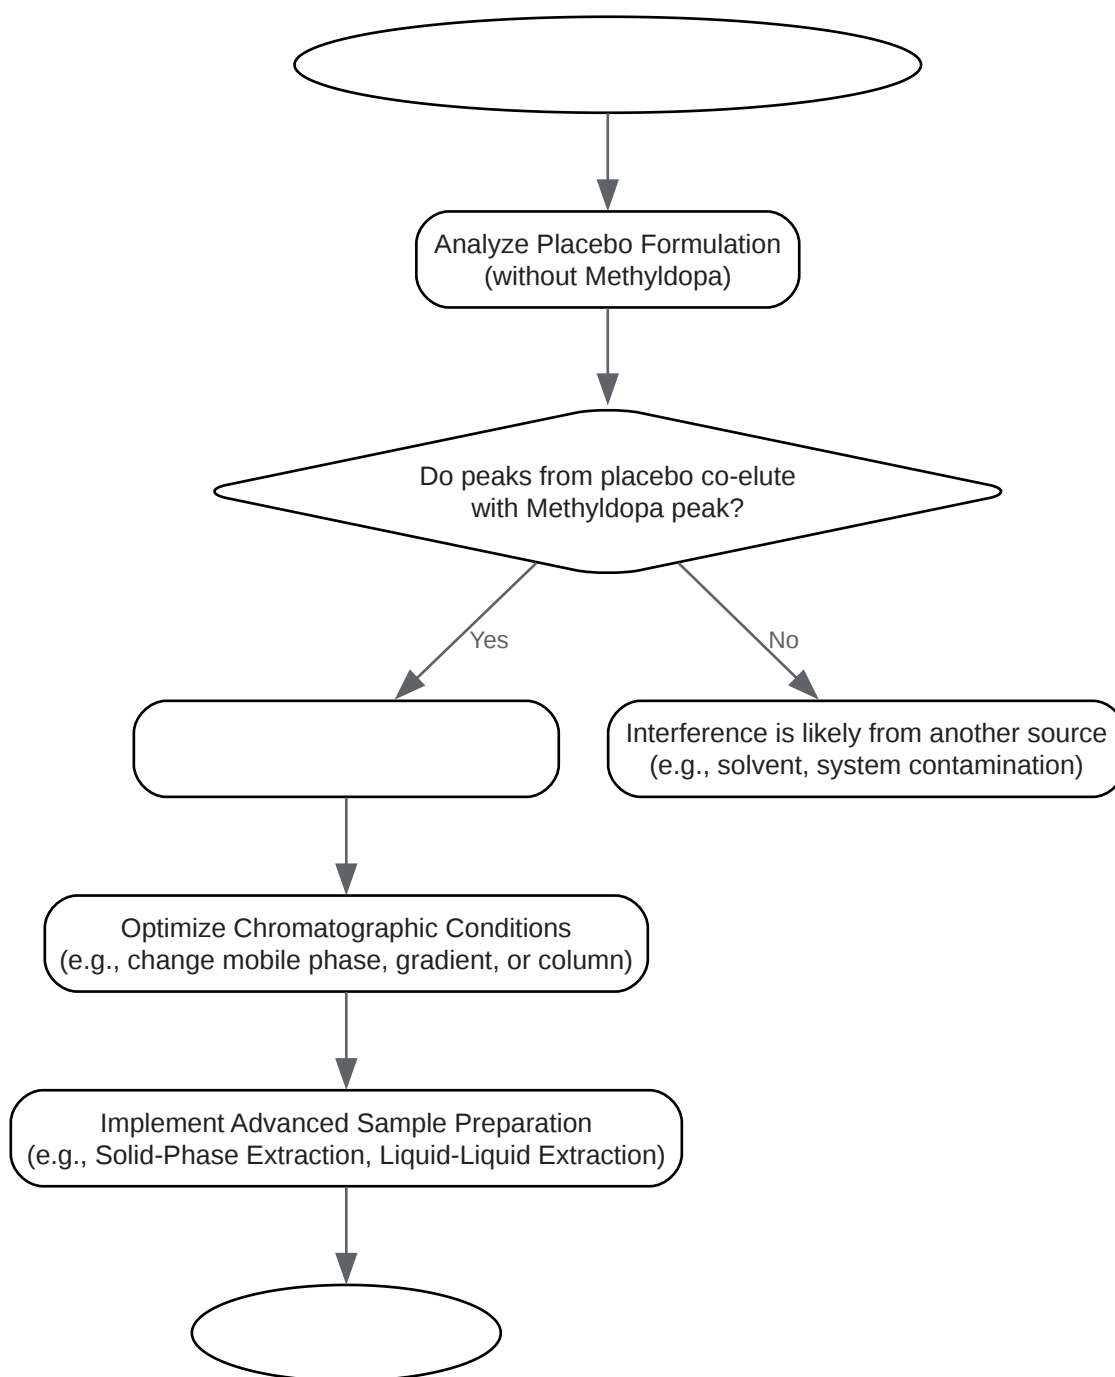 Analyze Placebo Formulation
(without Methyldopa)
Do peaks from placebo co-elute
with Methyldopa peak?
Yes
No
Interference is likely from another source
(e.g., solvent, system contamination)
Optimize Chromatographic Conditions
(e.g., change mobile phase, gradient, or column)
Implement Advanced Sample Preparation
(e.g., Solid-Phase Extraction, Liquid-Liquid Extraction)